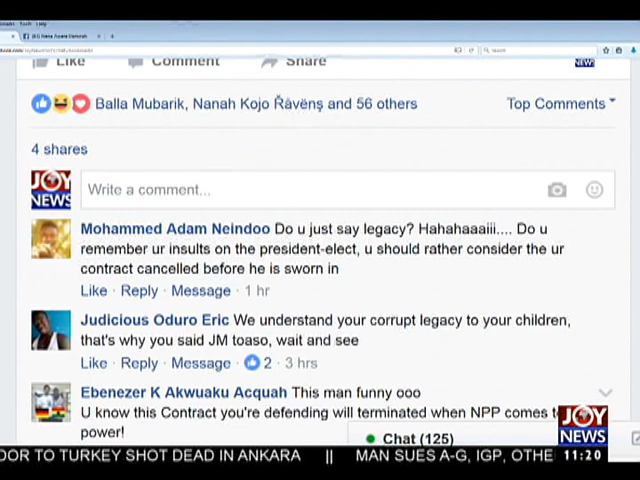 Like Comment Share
NEWS
Balla Mubarik, Nanah Kojo Řâvënş and 56 others Top Comments
4 shares
JOY NEWS
Write a comment...
Mohammed Adam Neindoo Do u just say legacy? Hahahaaaiii.... Do u
remember ur insults on the president-elect, u should rather consider the ur
contract cancelled before he is sworn in
Like · Reply · Message · 1 hr
Judicious Oduro Eric We understand your corrupt legacy to your children,
that's why you said JM toaso, wait and see
Like · Reply · Message · 2 · 3 hrs
Ebenezer K Akwuaku Acquah This man funny ooo
U know this Contract you're defending will terminated when NPP comes
power!
Chat (125)
JOY
NEWS
OOR TO TURKEY SHOT DEAD IN ANKARA || MAN SUES A-G, IGP, OTHE
11:20